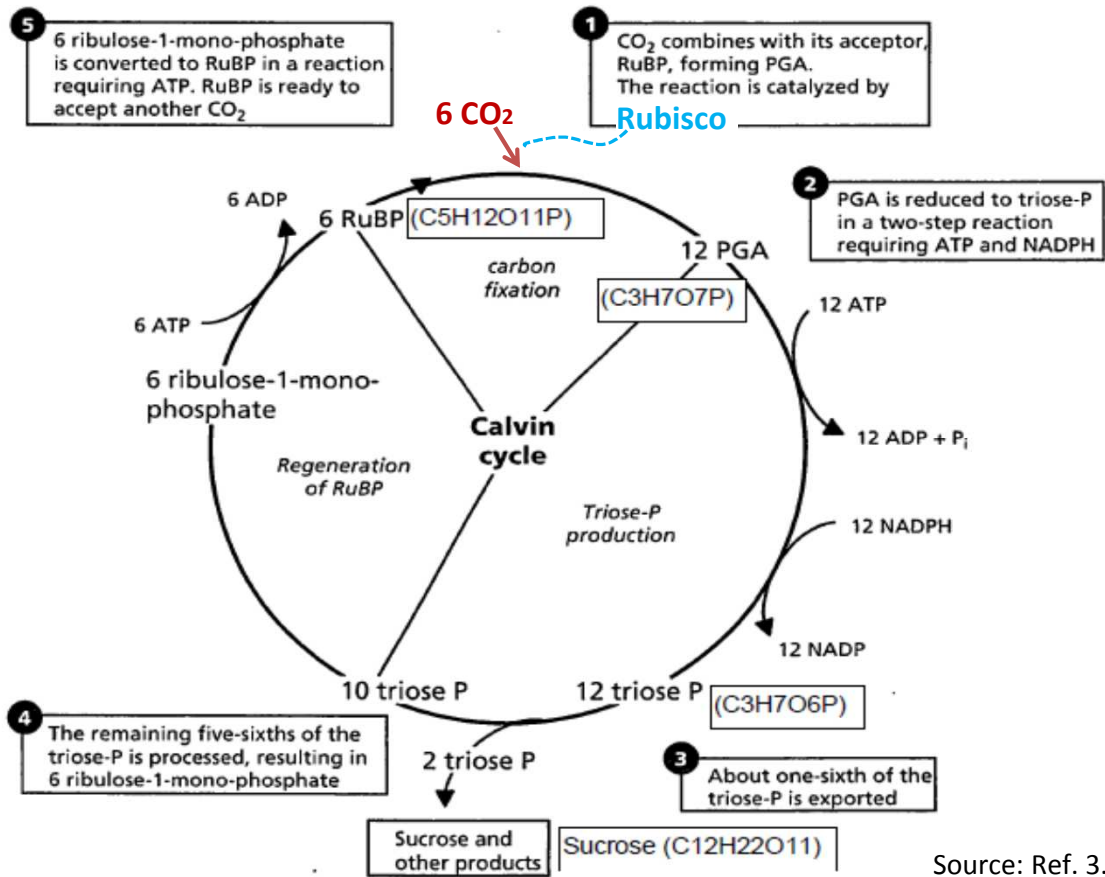 5
6 ribulose-1-mono-phosphate
is converted to RuBP in a reaction
requiring ATP. RuBP is ready to
accept another CO₂
1
CO₂ combines with its acceptor,
RuBP, forming PGA.
The reaction is catalyzed by
Rubisco
6 CO₂
2
PGA is reduced to triose-P
in a two-step reaction
requiring ATP and NADPH
6 ADP
6 RuBP (C5H12O11P)
12 PGA
(C3H7O7P)
carbon
fixation
6 ATP
12 ATP
6 ribulose-1-mono-
phosphate
Calvin
cycle
12 ADP + Pi
Regeneration
of RuBP
Triose-P
production
12 NADPH
12 NADP
10 triose P
12 triose P
(C3H7O6P)
4
The remaining five-sixths of the
triose-P is processed, resulting in
6 ribulose-1-mono-phosphate
2 triose P
3
About one-sixth of the
triose-P is exported
Sucrose and
other products
Sucrose (C12H22O11)
Source: Ref. 3.